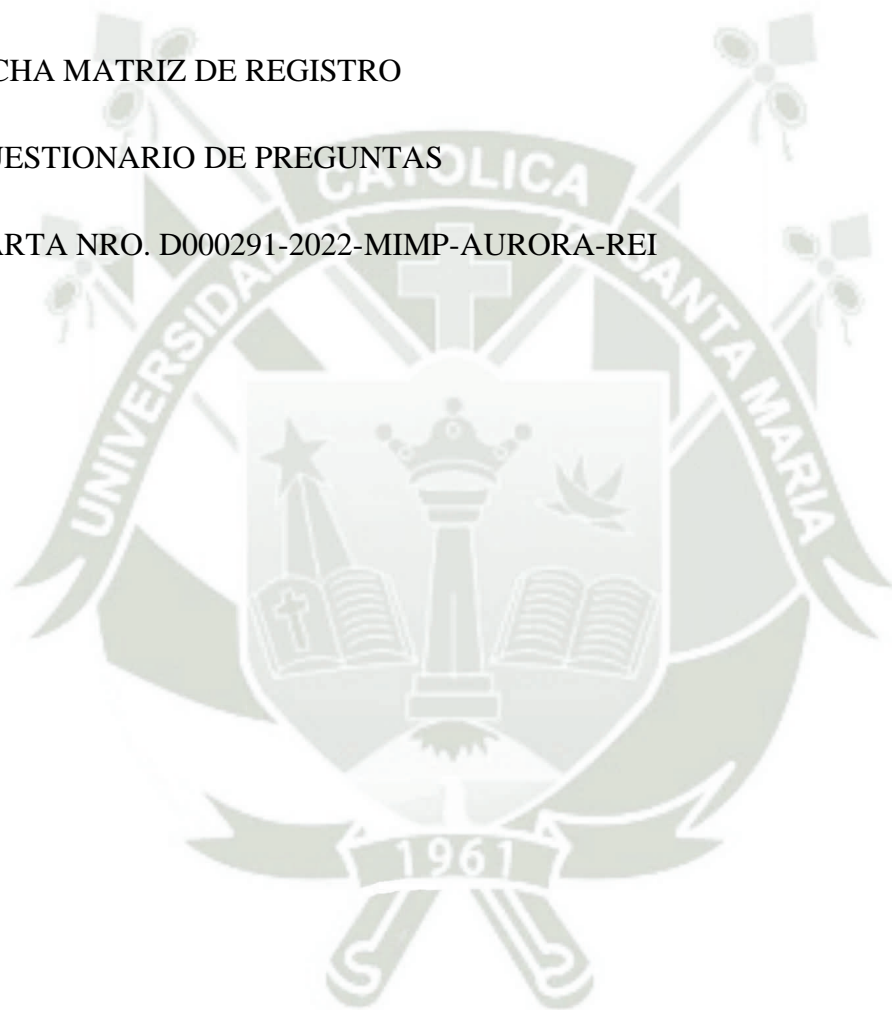 CHA MATRIZ DE REGISTRO
UESTIONARIO DE PREGUNTAS
ARTA NRO. D000291-2022-MIMP-AURORA-REI
UNIVERSIDAD CATOLICA SANTA MARIA
1961